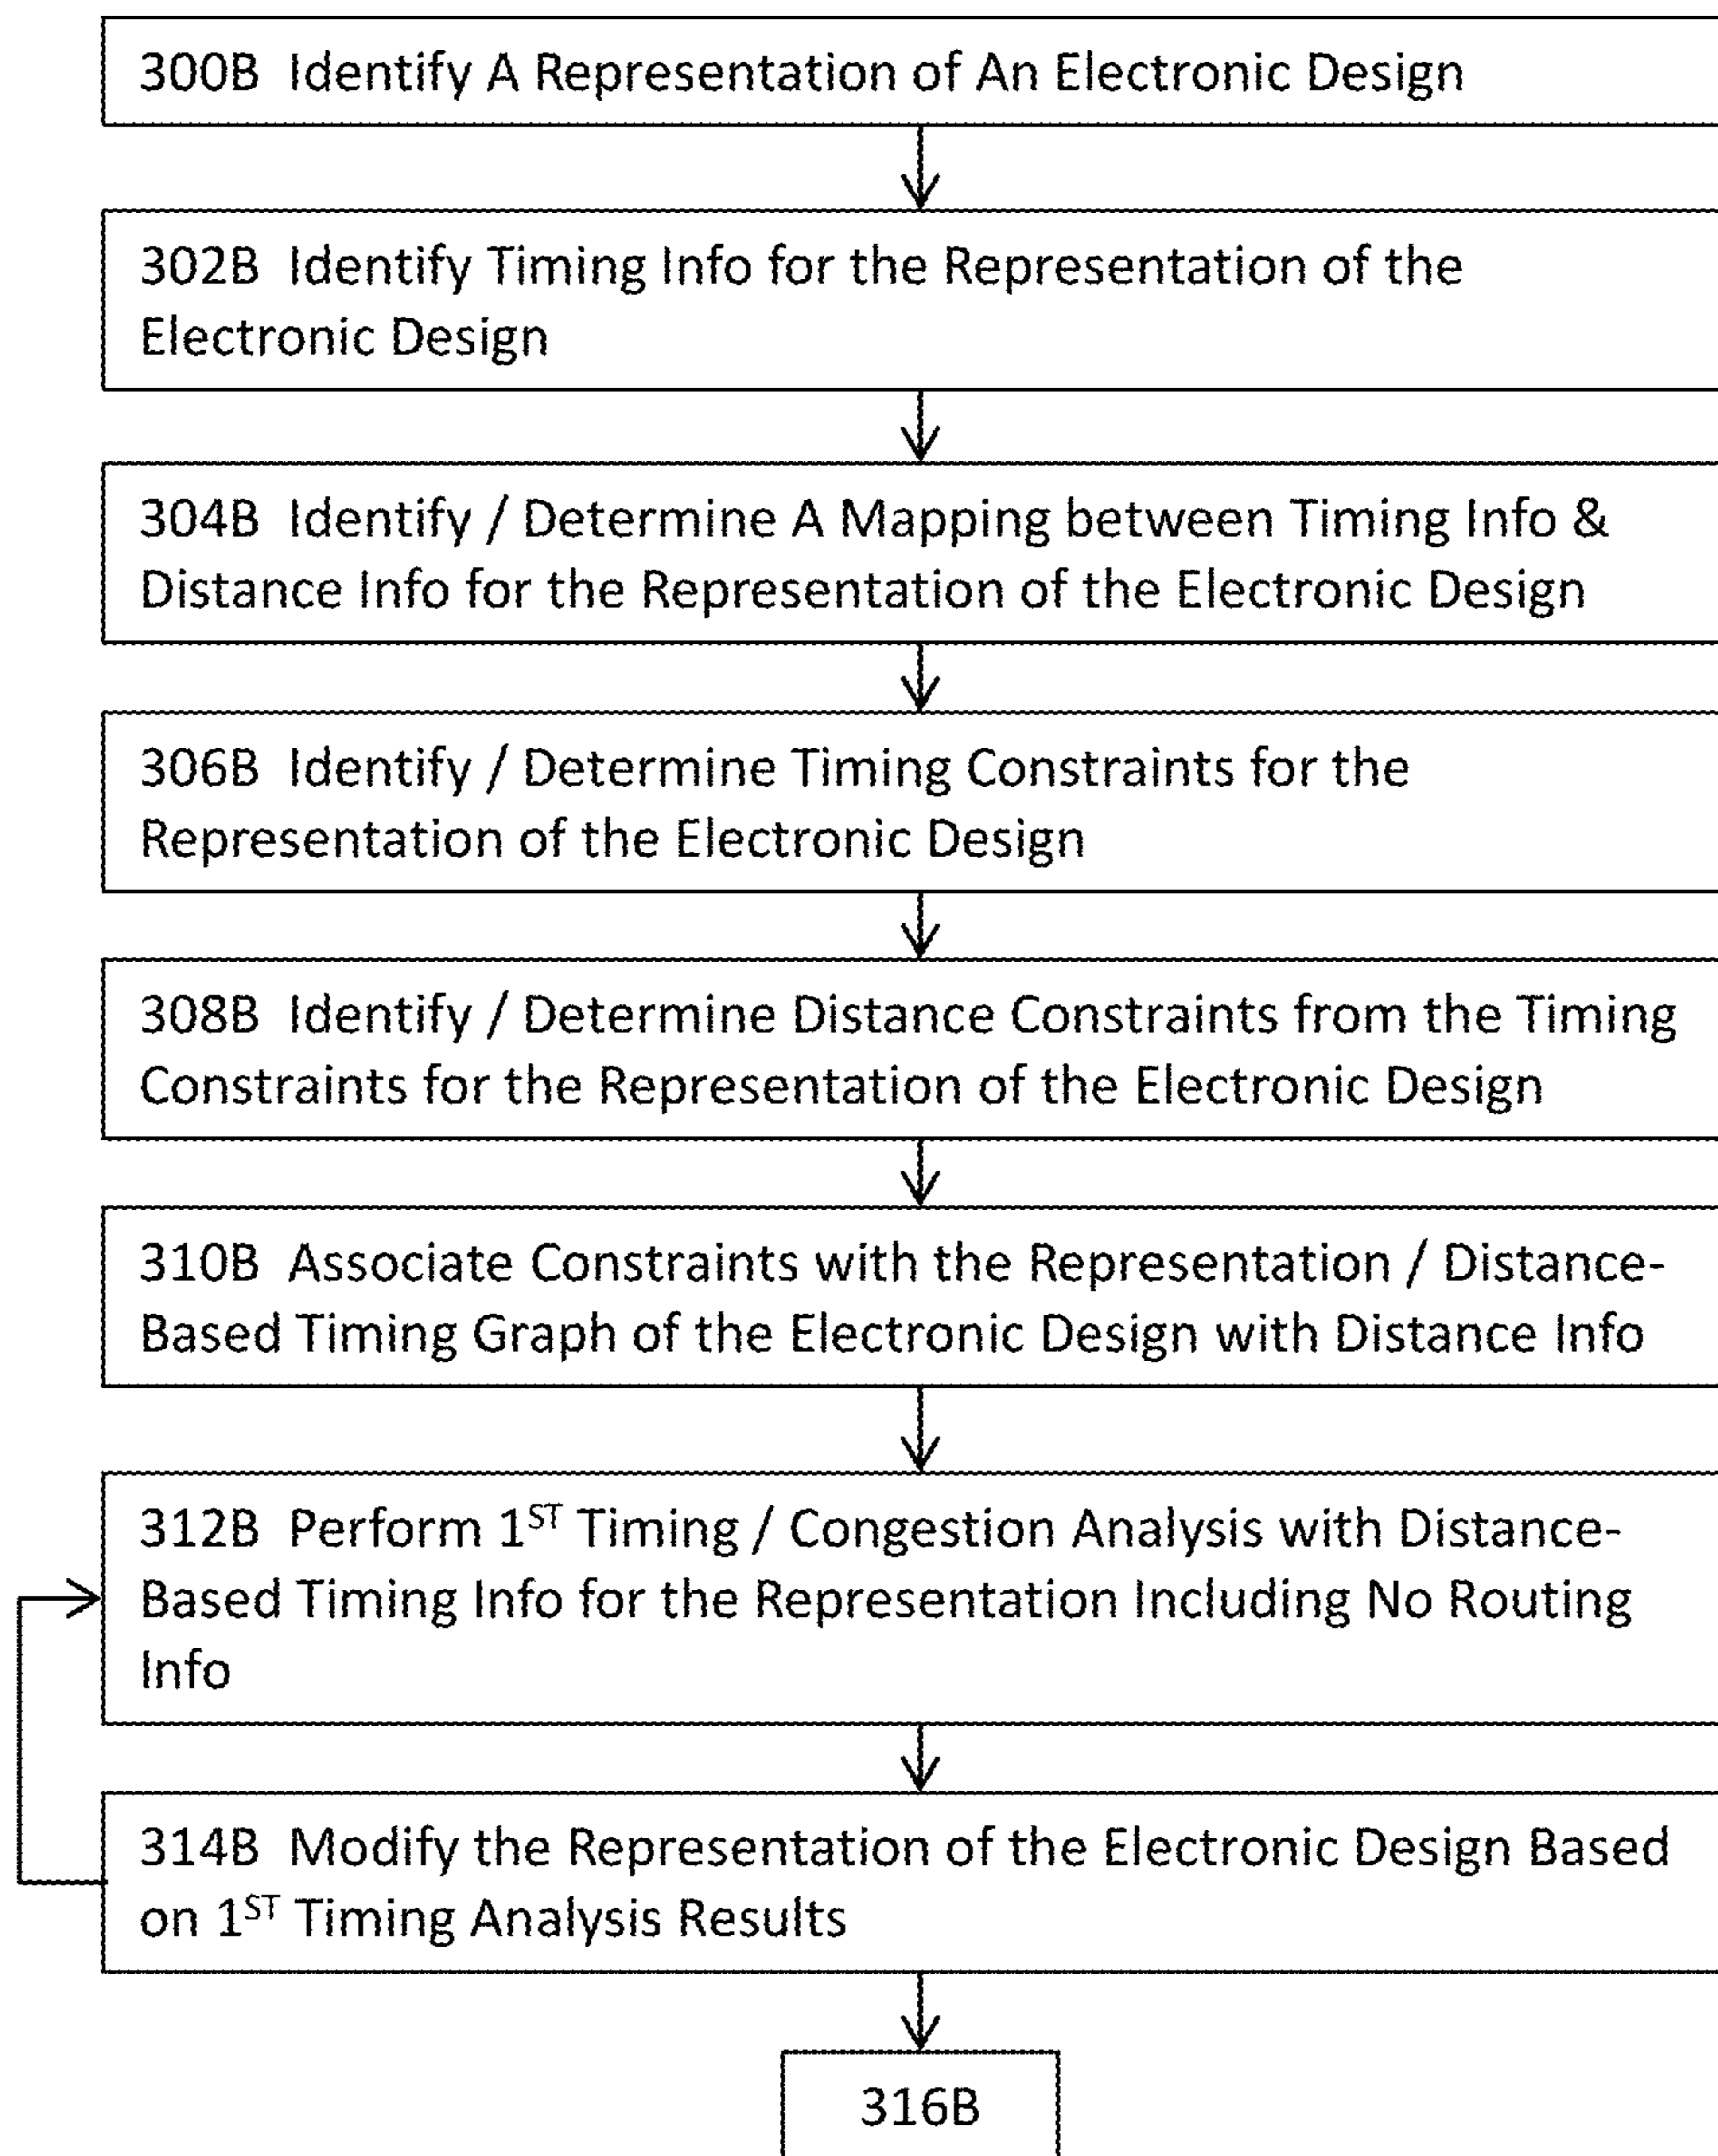 300B Identify A Representation of An Electronic Design
302B Identify Timing Info for the Representation of the
Electronic Design
304B Identify / Determine A Mapping between Timing Info &
Distance Info for the Representation of the Electronic Design
306B Identify / Determine Timing Constraints for the
Representation of the Electronic Design
308B Identify / Determine Distance Constraints from the Timing
Constraints for the Representation of the Electronic Design
310B Associate Constraints with the Representation / Distance-
Based Timing Graph of the Electronic Design with Distance Info
312B Perform 1ST Timing / Congestion Analysis with Distance-
Based Timing Info for the Representation Including No Routing
Info
314B Modify the Representation of the Electronic Design Based
on 1ST Timing Analysis Results
316B